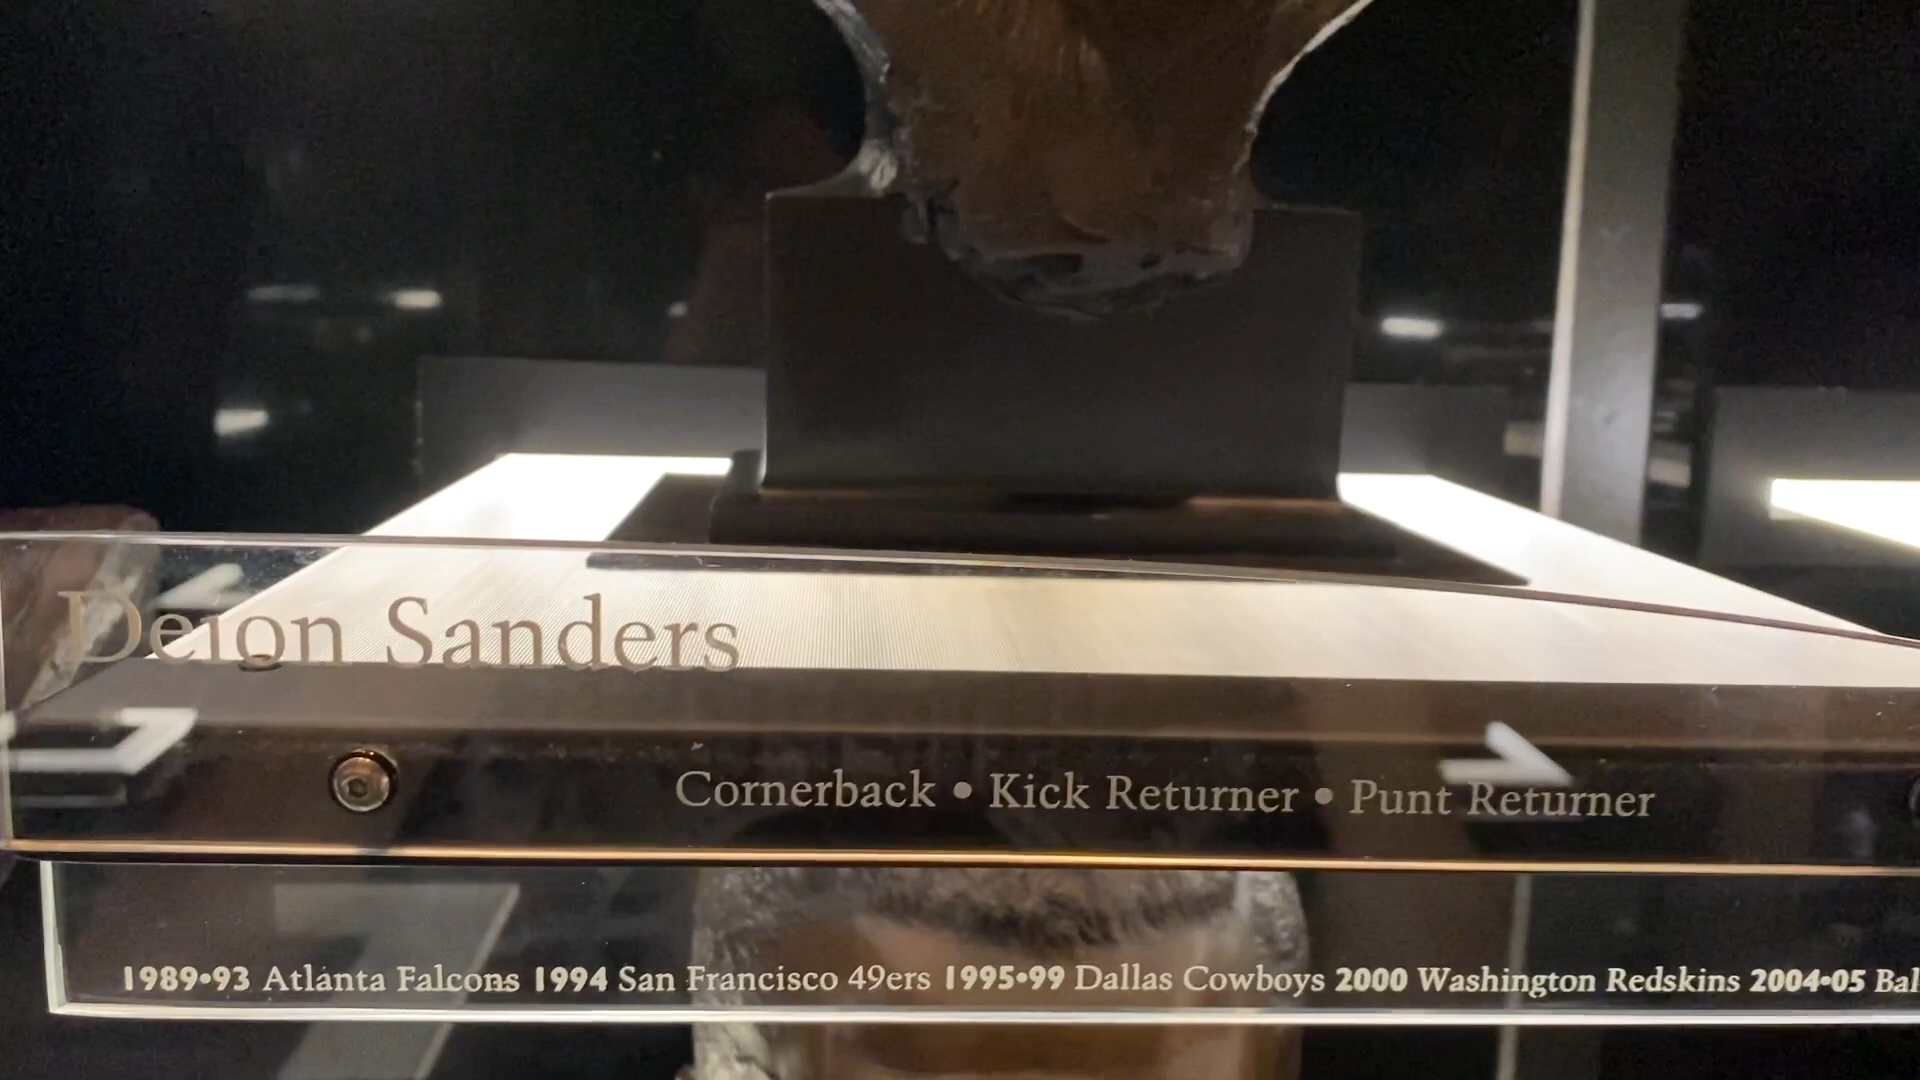 Deion Sanders
Cornerback • Kick Returner • Punt Returner
1989•93 Atlanta Falcons 1994 San Francisco 49ers 1995•99 Dallas Cowboys 2000 Washington Redskins 2004•05 Bal